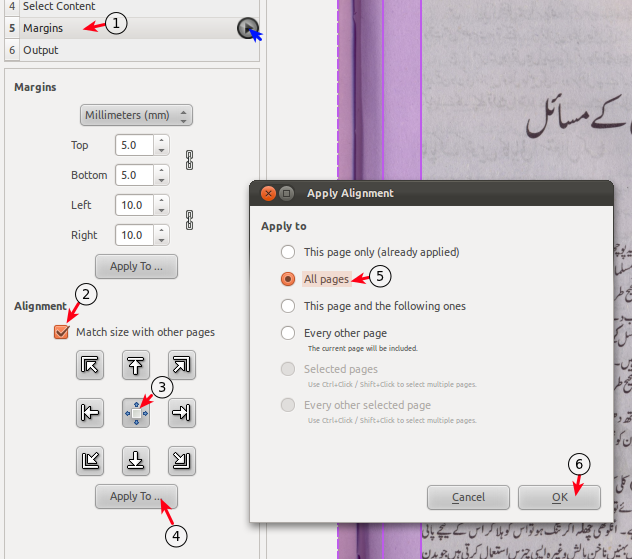 4 Select Content
5 Margins
6 Output
Margins
Millimeters (mm)
Top 5.0
Bottom 5.0
Left 10.0
Right 10.0
Apply To ...
Alignment
Match size with other pages
Apply To ...
1
2
3
4
Apply Alignment
Apply to
This page only (already applied)
All pages
5
This page and the following ones
Every other page
The current page will be included.
Selected pages
Use Ctrl+Click / Shift+Click to select multiple pages.
Every other selected page
Use Ctrl+Click / Shift+Click to select multiple pages.
6
Cancel
OK
کے مسائل